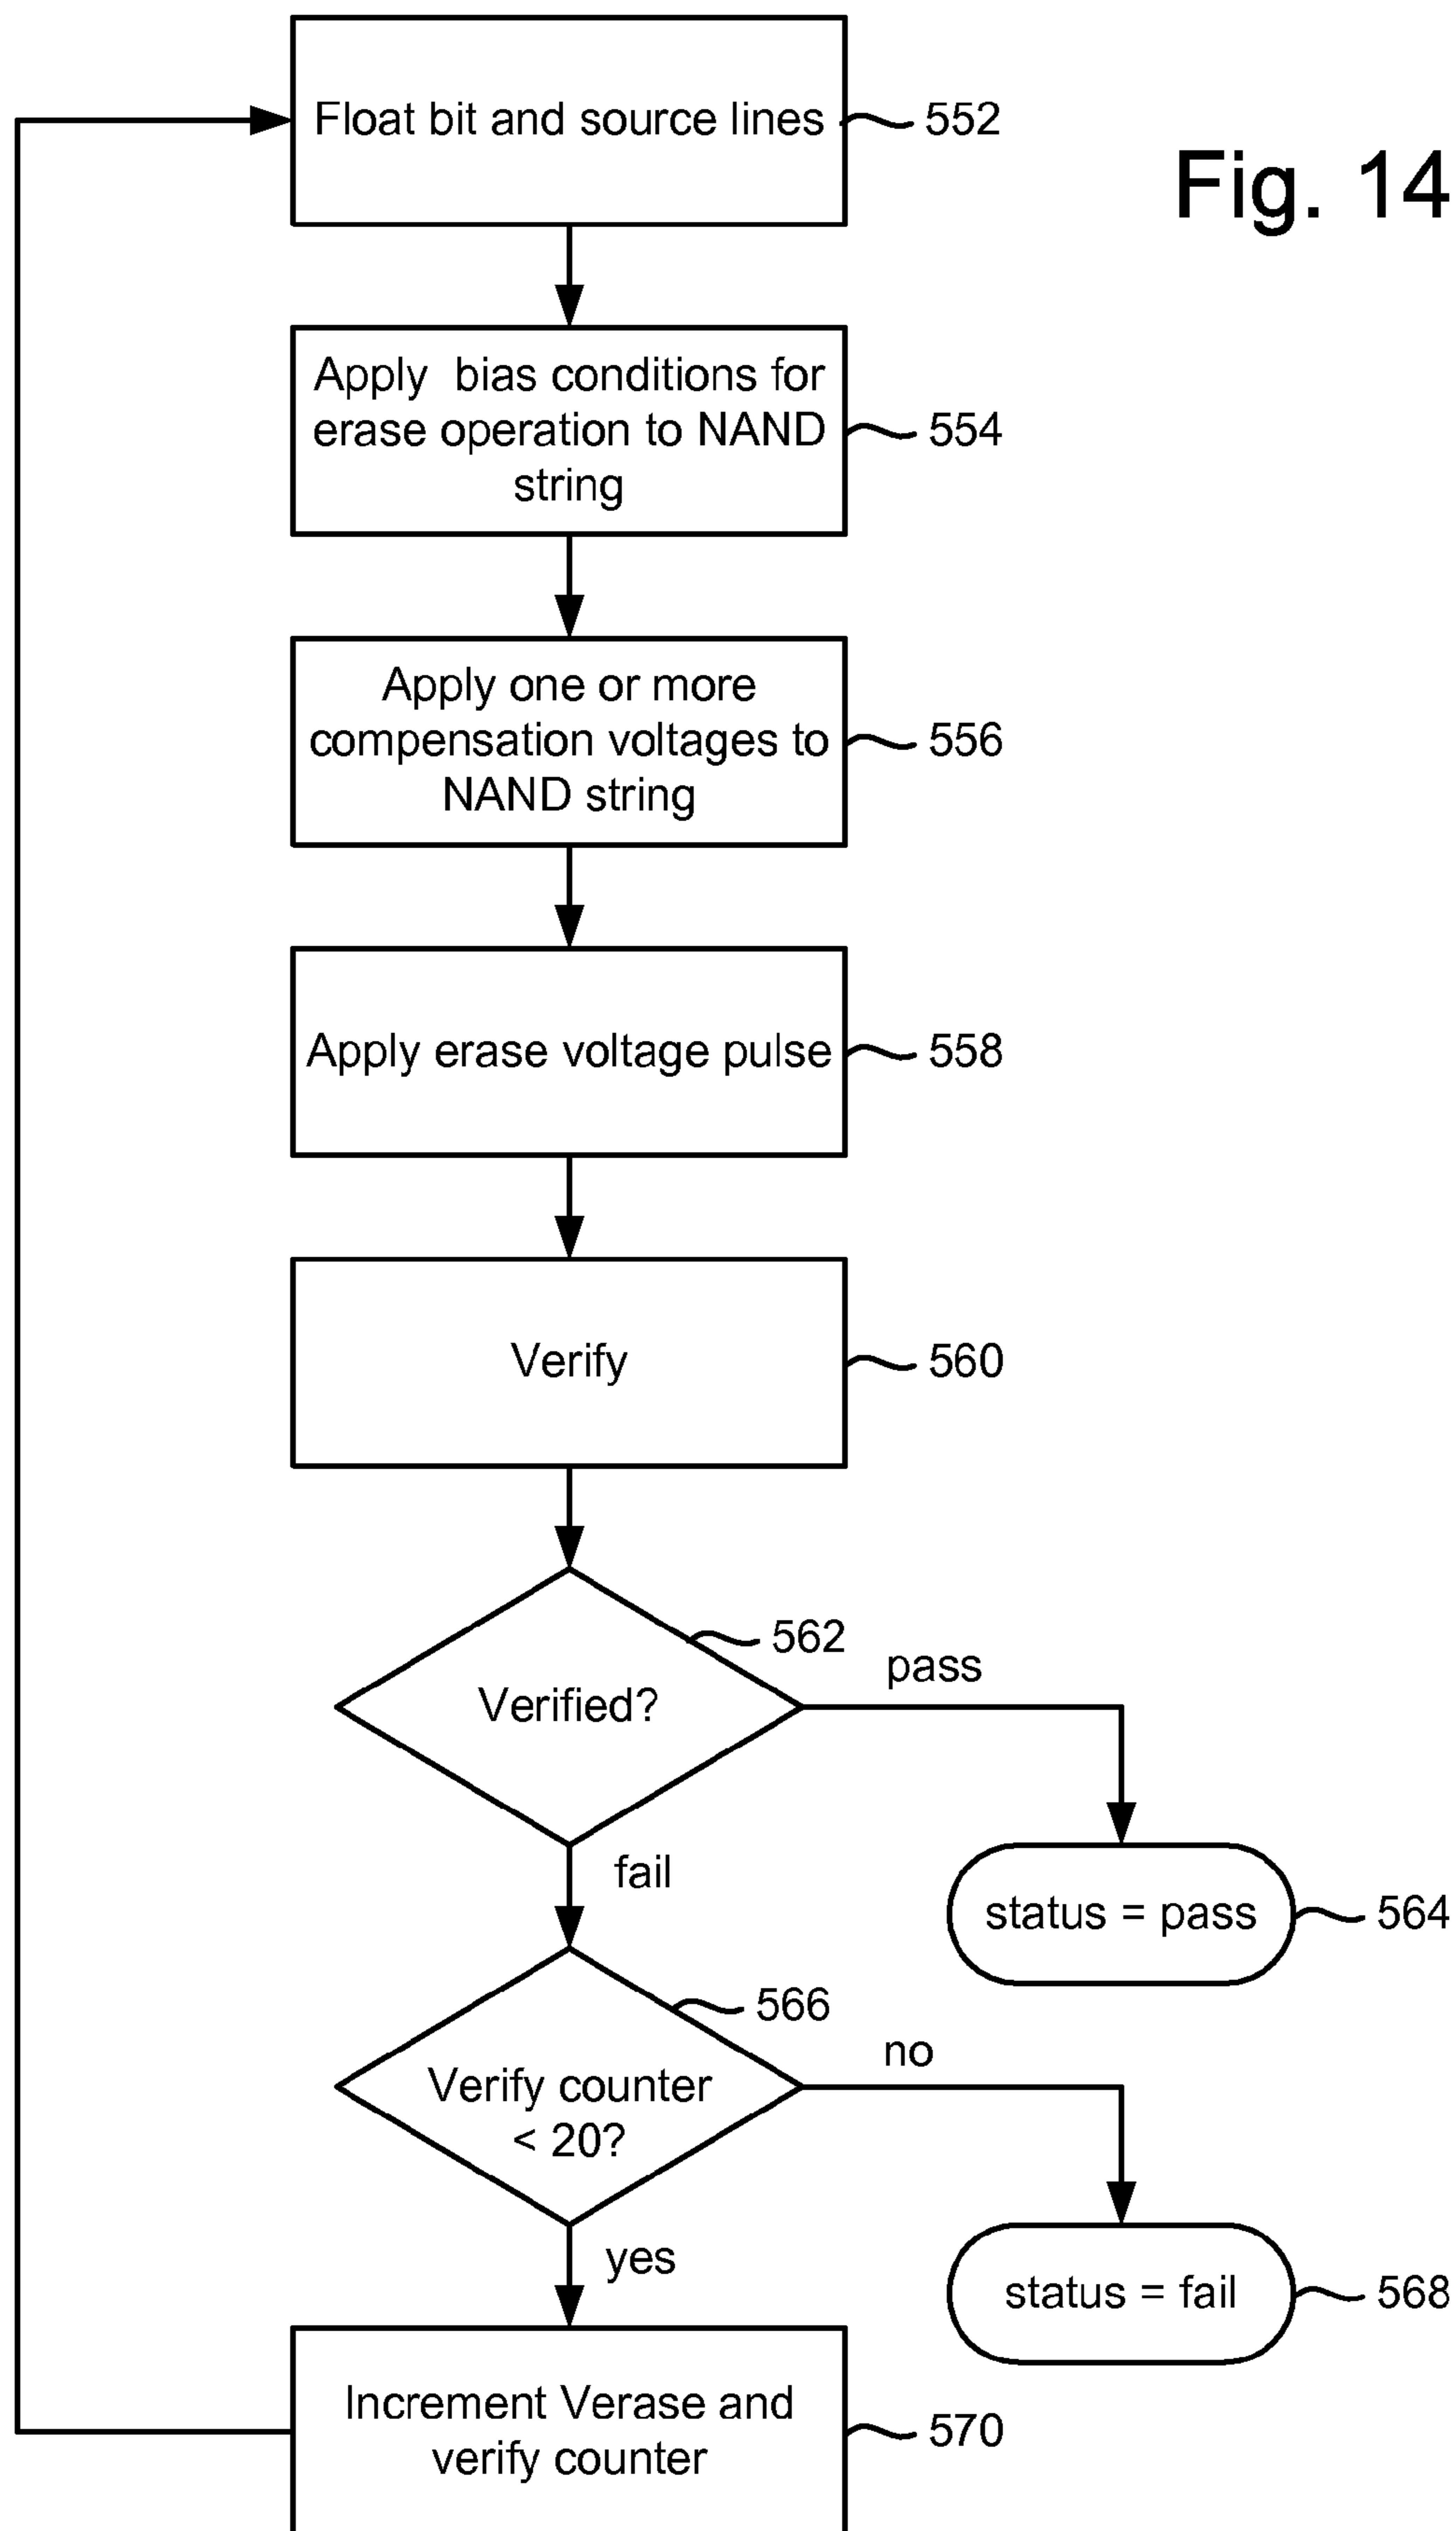 Float bit and source lines
552
Fig. 14
Apply bias conditions for
erase operation to NAND
string
554
Apply one or more
compensation voltages to
NAND string
556
Apply erase voltage pulse
558
Verify
560
562
Verified?
pass
fail
status = pass
564
566
Verify counter
< 20?
no
yes
status = fail
568
Increment Verase and
verify counter
570